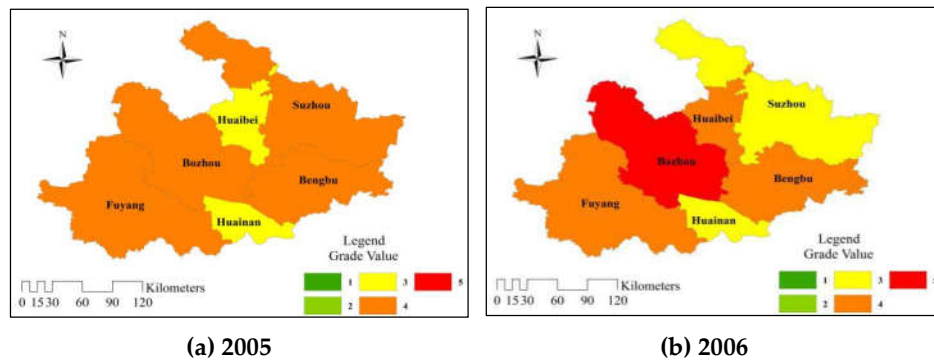 N
Suzhou
Huaibei
Bozhou
Bengbu
Fuyang
Huainan
Legend
Grade Value
1 3 5
2 4
Kilometers
0 15 30 60 90 120
(a) 2005
N
Suzhou
Huaibei
Bozhou
Bengbu
Fuyang
Huainan
Legend
Grade Value
1 3
2 4
Kilometers
0 15 30 60 90 120
(b) 2006